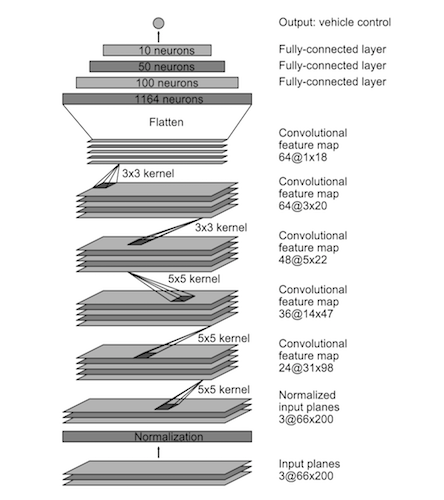 Output: vehicle control
10 neurons
Fully-connected layer
50 neurons
Fully-connected layer
100 neurons
Fully-connected layer
1164 neurons
Flatten
Convolutional
feature map
64@1x18
3x3 kernel
Convolutional
feature map
64@3x20
3x3 kernel
Convolutional
feature map
48@5x22
5x5 kernel
Convolutional
feature map
36@14x47
5x5 kernel
Convolutional
feature map
24@31x98
5x5 kernel
Normalized
input planes
3@66x200
Normalization
Input planes
3@66x200